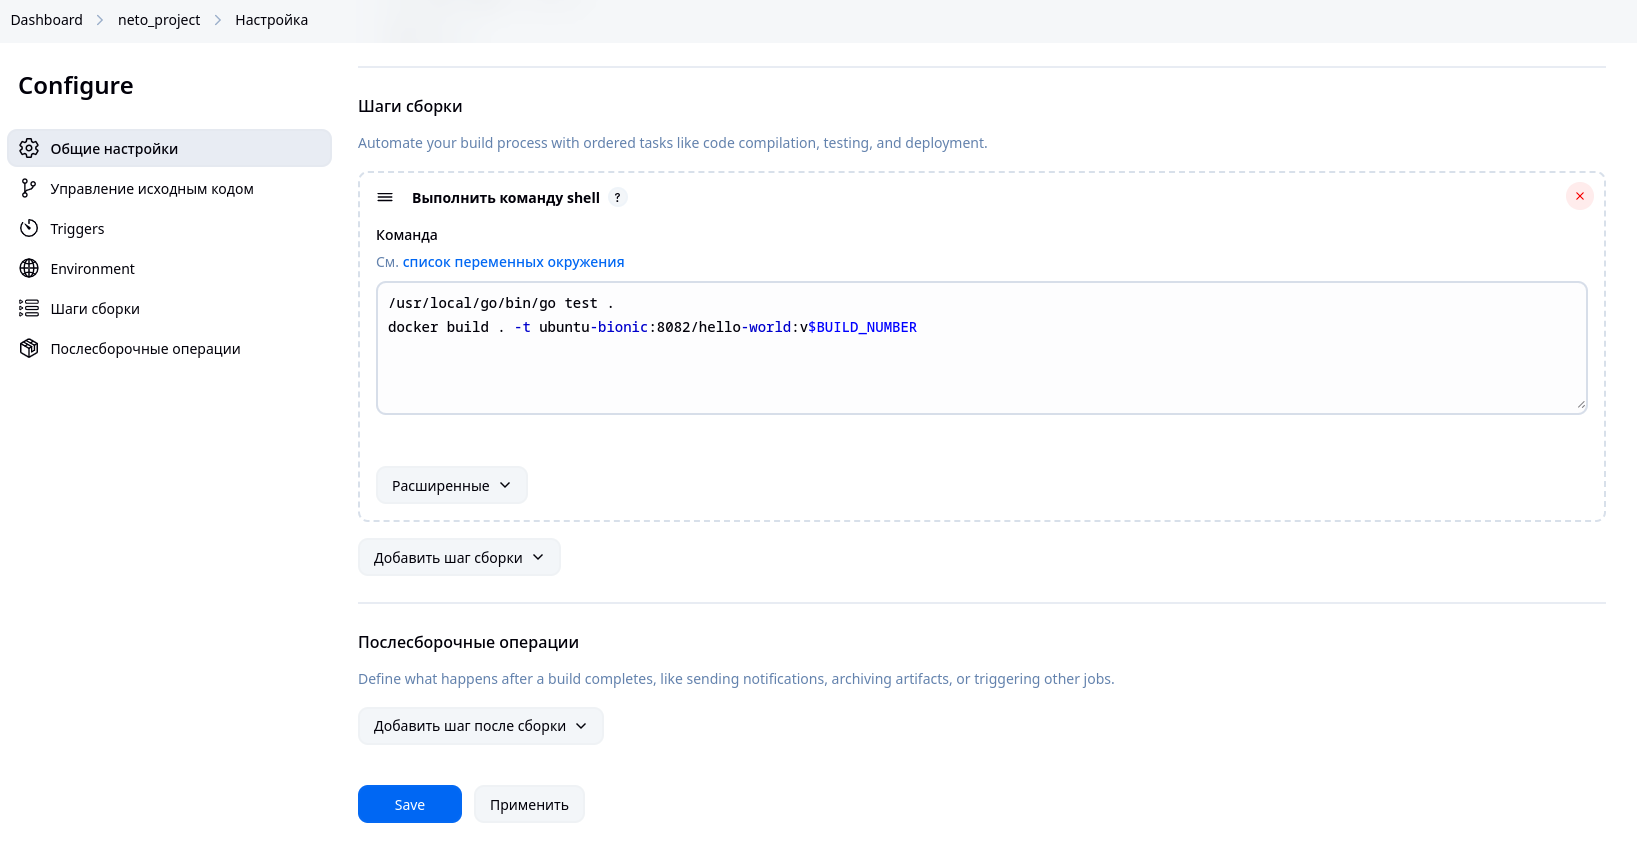 Dashboard > neto_project > Настройка
Configure
Общие настройки
Управление исходным кодом
Triggers
Environment
Шаги сборки
Послесборочные операции
Шаги сборки
Automate your build process with ordered tasks like code compilation, testing, and deployment.
Выполнить команду shell ?
Команда
См. список переменных окружения
/usr/local/go/bin/go test .
docker build . -t ubuntu-bionic:8082/hello-world:v$BUILD_NUMBER
Расширенные
Добавить шаг сборки
Послесборочные операции
Define what happens after a build completes, like sending notifications, archiving artifacts, or triggering other jobs.
Добавить шаг после сборки
Save
Применить